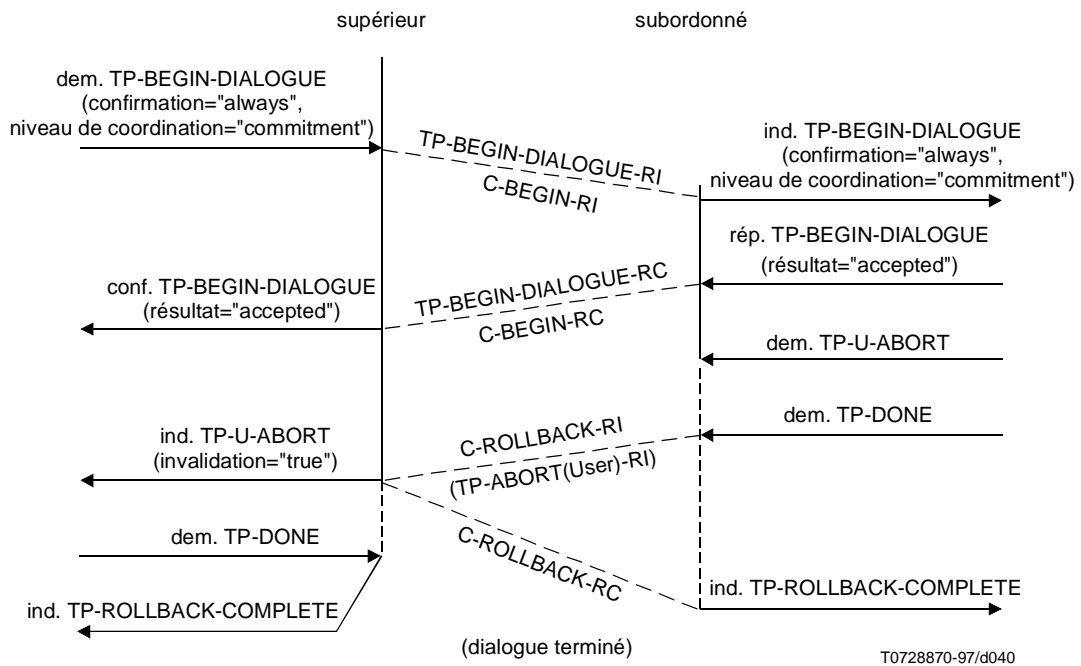 supérieur
subordonné
dem. TP-BEGIN-DIALOGUE
(confirmation="always",
niveau de coordination="commitment")
TP-BEGIN-DIALOGUE-RI
C-BEGIN-RI
ind. TP-BEGIN-DIALOGUE
(confirmation="always",
niveau de coordination="commitment")
rép. TP-BEGIN-DIALOGUE
(résultat="accepted")
TP-BEGIN-DIALOGUE-RC
C-BEGIN-RC
conf. TP-BEGIN-DIALOGUE
(résultat="accepted")
dem. TP-U-ABORT
dem. TP-DONE
C-ROLLBACK-RI
(TP-ABORT(User)-RI)
ind. TP-U-ABORT
(invalidation="true")
dem. TP-DONE
C-ROLLBACK-RC
ind. TP-ROLLBACK-COMPLETE
ind. TP-ROLLBACK-COMPLETE
(dialogue terminé)
T0728870-97/d040